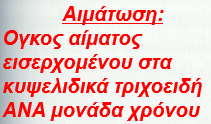 Αιμάτωση:
Ογκος αίματος
εισερχομένου στα
κυψελιδικά τριχοειδή
ΑΝΑ μονάδα χρόνου